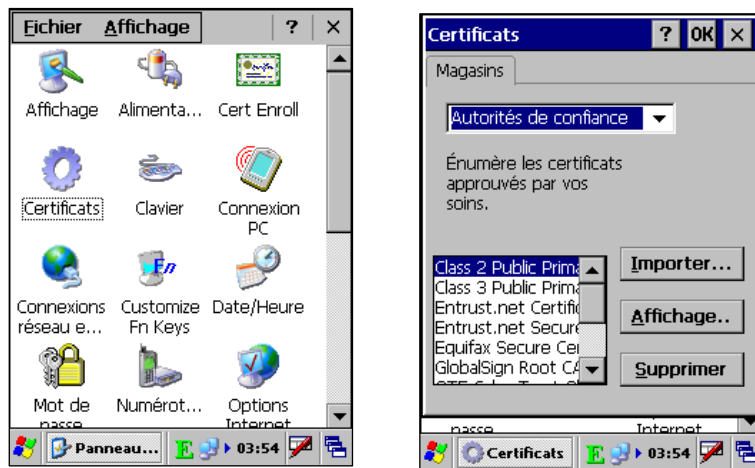 Fichier Affichage ? ×
Affichage Alimenta... Cert Enroll
Certificats Clavier Connexion
PC
Connexions Customize Date/Heure
réseau e... Fn Keys
Fn
Mot de Numérot... Options
passe Internet
Panneau... E 03:54
Certificats ? OK ×
Magasins
Autorités de confiance
Énumère les certificats
approuvés par vos
soins.
Class 2 Public Prima
Class 3 Public Prima
Entrust.net Certific
Entrust.net Secure
Equifax Secure Cer
GlobalSign Root CA
Importer...
Affichage..
Supprimer
passe Internet
Certificats E 03:54